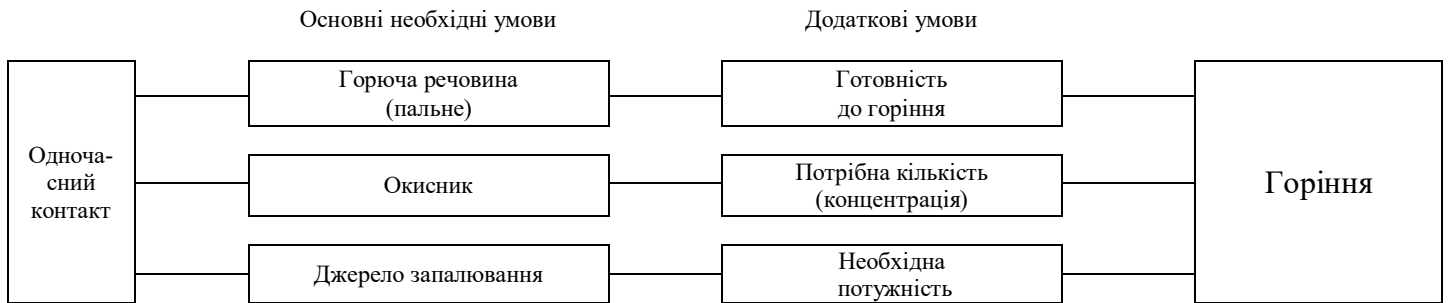 Основні необхідні умови
Додаткові умови
Одноча-
сний
контакт
Горюча речовина
(пальне)
Готовність
до горіння
Окисник
Потрібна кількість
(концентрація)
Джерело запалювання
Необхідна
потужність
Горіння